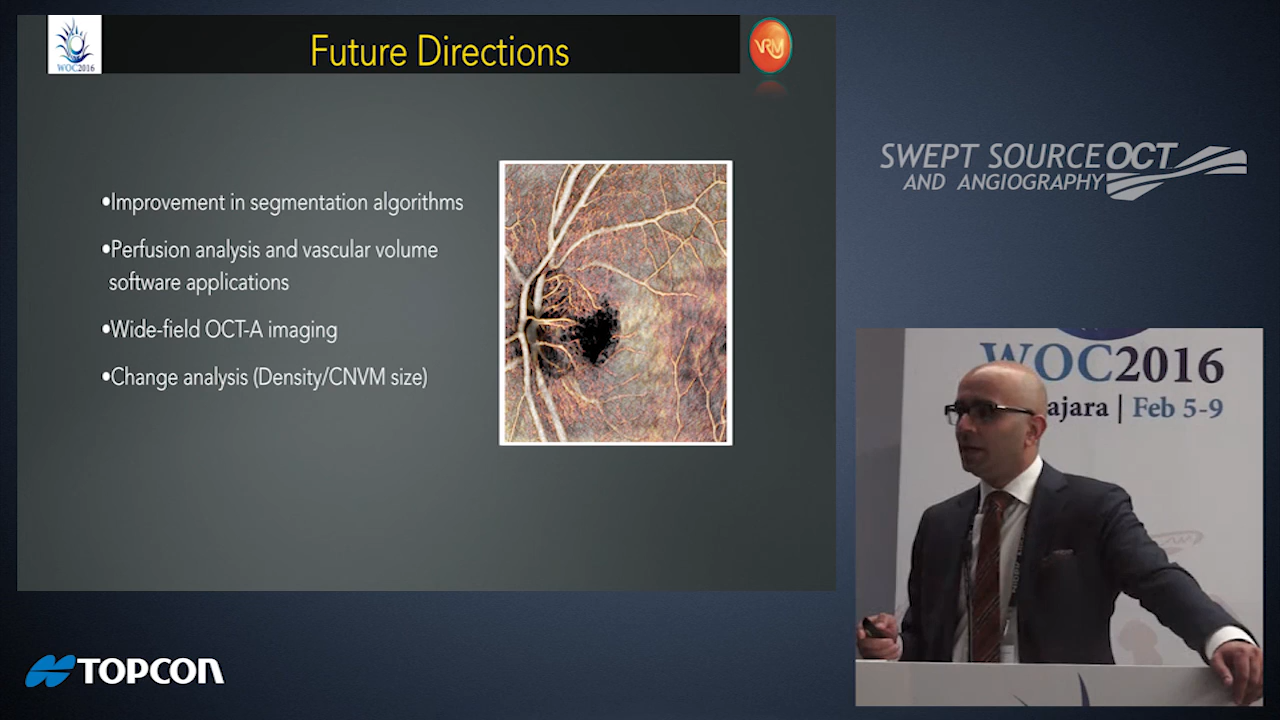 WOC2016
Future Directions
VRM
•Improvement in segmentation algorithms
•Perfusion analysis and vascular volume
software applications
•Wide-field OCT-A imaging
•Change analysis (Density/CNVM size)
SWEPT SOURCE OCT
AND ANGIOGRAPHY
WOC2016
ajara | Feb 5-9
TOPCON